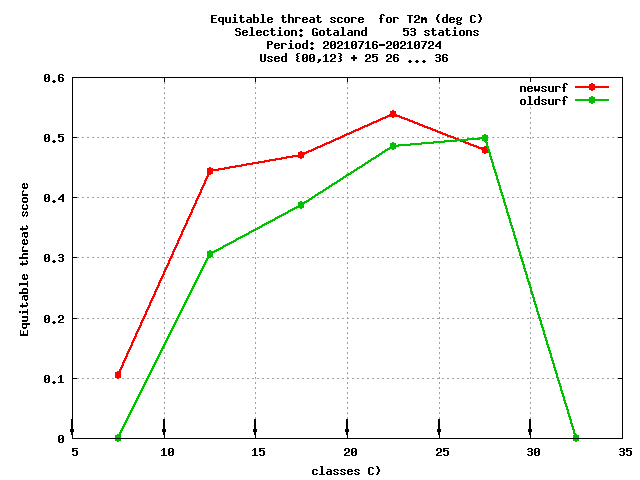 Equitable threat score  for T2m (deg C)
Selection: Gotaland     53 stations
Period: 20210716-20210724
Used {00,12} + 25 26 ... 36
newsurf
oldsurf
0.6
0.5
0.4
0.3
0.2
0.1
0
Equitable threat score
5 10 15 20 25 30 35
classes C)